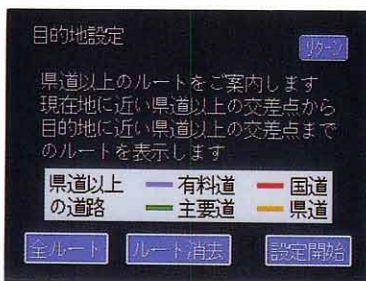 目的地設定
リターン
県道以上のルートをご案内します
現在地に近い県道以上の交差点から
目的地に近い県道以上の交差点まで
のルートを表示します
県道以上 有料道 国道
の道路 主要道 県道
全ルート ルート消去 設定開始